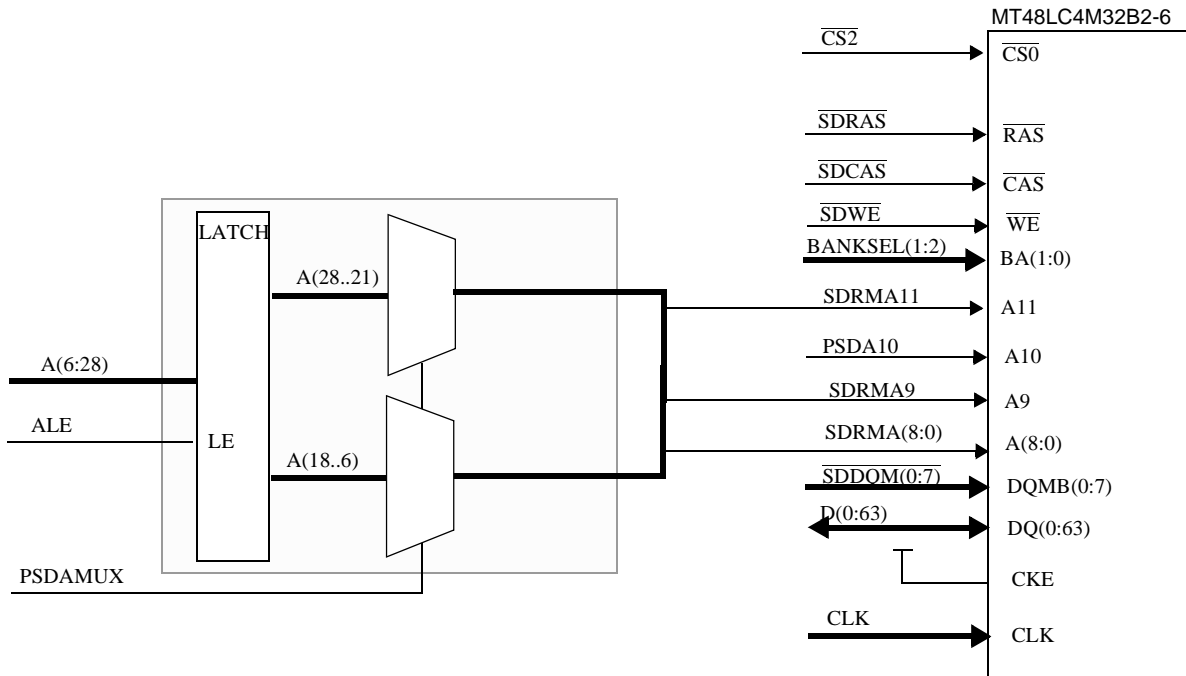 MT48LC4M32B2-6
CS2
CS0
SDRAS
RAS
SDCAS
CAS
SDWE
WE
BANKSEL(1:2)
BA(1:0)
LATCH
A(28..21)
SDRMA11
A11
PSDA10
A10
A(6:28)
SDRMA9
A9
ALE
LE
SDRMA(8:0)
A(8:0)
A(18..6)
SDDQM(0:7)
DQMB(0:7)
D(0:63)
DQ(0:63)
PSDAMUX
CKE
CLK
CLK